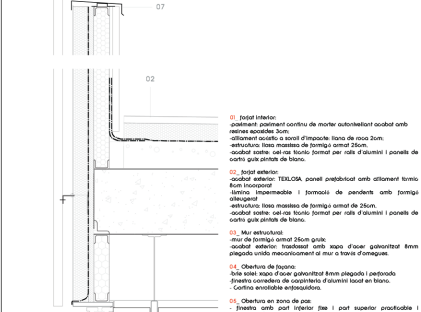 07
02
01_ forjat interior:
-paviment: paviment continu de morter autonivellant acabat amb
resines epoxides 3cm;
-aïllament acústic a soroll d'impacte: llana de roca 2cm;
-estructura: llosa massissa de formigó armat 25cm,
-acabat sostre: cel-ras tècnic format per rails d'alumini i panells de
cartró guix pintats de blanc.
02_ forjat exterior:
-acabat exterior: TEXLOSA panell prefabricat amb aïllament tèrmic
8cm incorporat
-làmina impermeable i formació de pendents amb formigó
alleugerat
-estructura: llosa massissa de formigó armat de 25cm.
-acabat sostre: cel-ras tècnic format per rails d'alumini i panells de
cartró guix pintats de blanc.
03_ Mur estructural:
-mur de formigó armat 25cm gruix;
-acabat exterior: trasdossat amb xapa d'acer galvanitzat 8mm
plegada unida mecanicament al mur a través d'omegues.
04_ Obertura de façana:
-brie solei: xapa d'acer galvanitzat 8mm plegada i perforada
-finestra corredera de carpinteria d'alumini lacat en blanc.
- Cortina enrollable enfosquidora.
05_ Obertura en zona de pas:
- finestra amb part inferior fixe i part superior practicable i